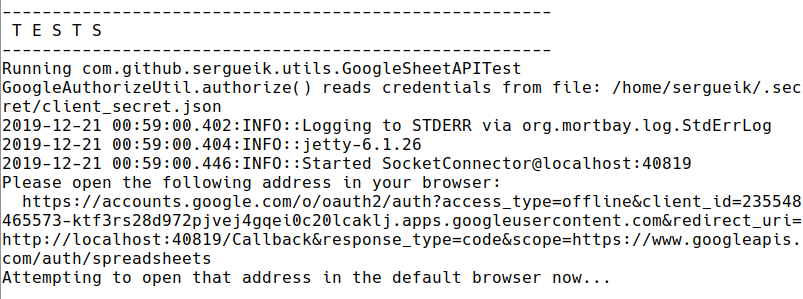 -------------------------------------------------------
 T E S T S
-------------------------------------------------------
Running com.github.sergueik.utils.GoogleSheetAPITest
GoogleAuthorizeUtil.authorize() reads credentials from file: /home/sergueik/.sec
ret/client_secret.json
2019-12-21 00:59:00.402:INFO::Logging to STDERR via org.mortbay.log.StdErrLog
2019-12-21 00:59:00.404:INFO::jetty-6.1.26
2019-12-21 00:59:00.446:INFO::Started SocketConnector@localhost:40819
Please open the following address in your browser:
  https://accounts.google.com/o/oauth2/auth?access_type=offline&client_id=235548
465573-ktf3rs28d972pjvej4gqei0c20lcaklj.apps.googleusercontent.com&redirect_uri=
http://localhost:40819/Callback&response_type=code&scope=https://www.googleapis.
com/auth/spreadsheets
Attempting to open that address in the default browser now...